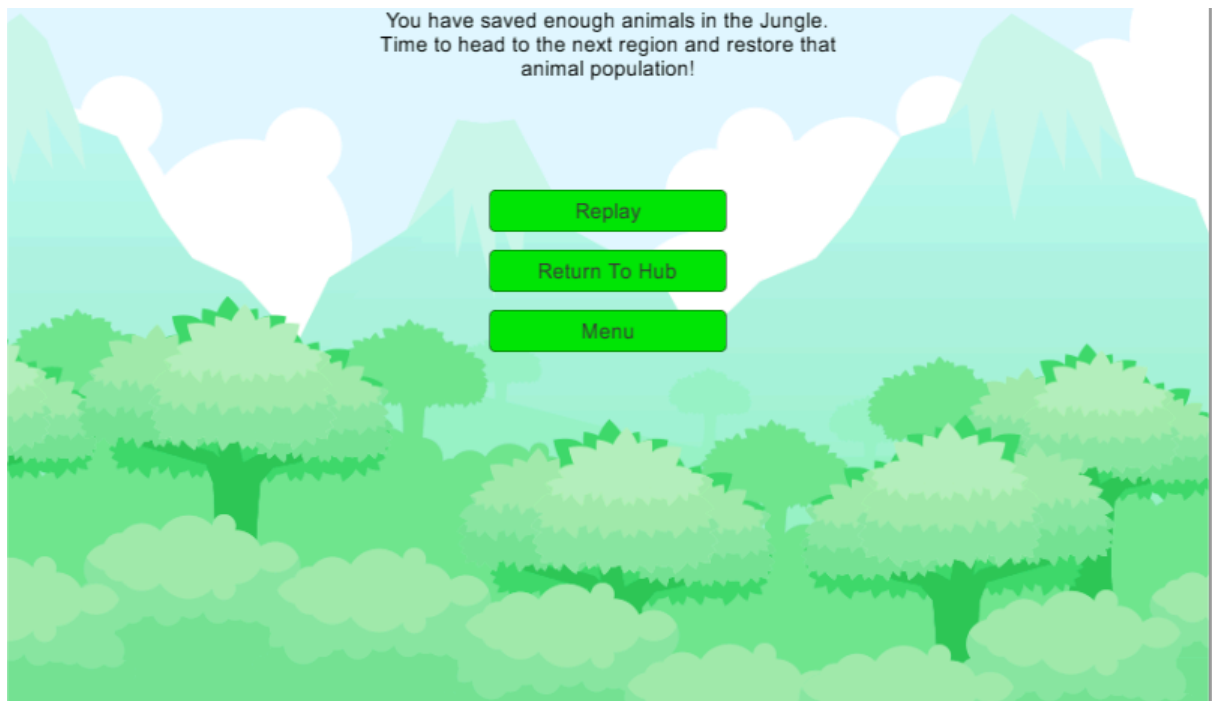 You have saved enough animals in the Jungle.
Time to head to the next region and restore that
animal population!
Replay
Return To Hub
Menu